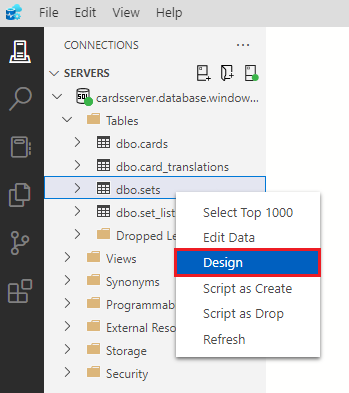 File Edit View Help
CONNECTIONS
SERVERS
SQL
cardsserver.database.window...
Tables
dbo.cards
dbo.card_translations
dbo.sets
dbo.set_list
Dropped Le
Views
Synonyms
Programmab
External Reso
Storage
Security
Select Top 1000
Edit Data
Design
Script as Create
Script as Drop
Refresh